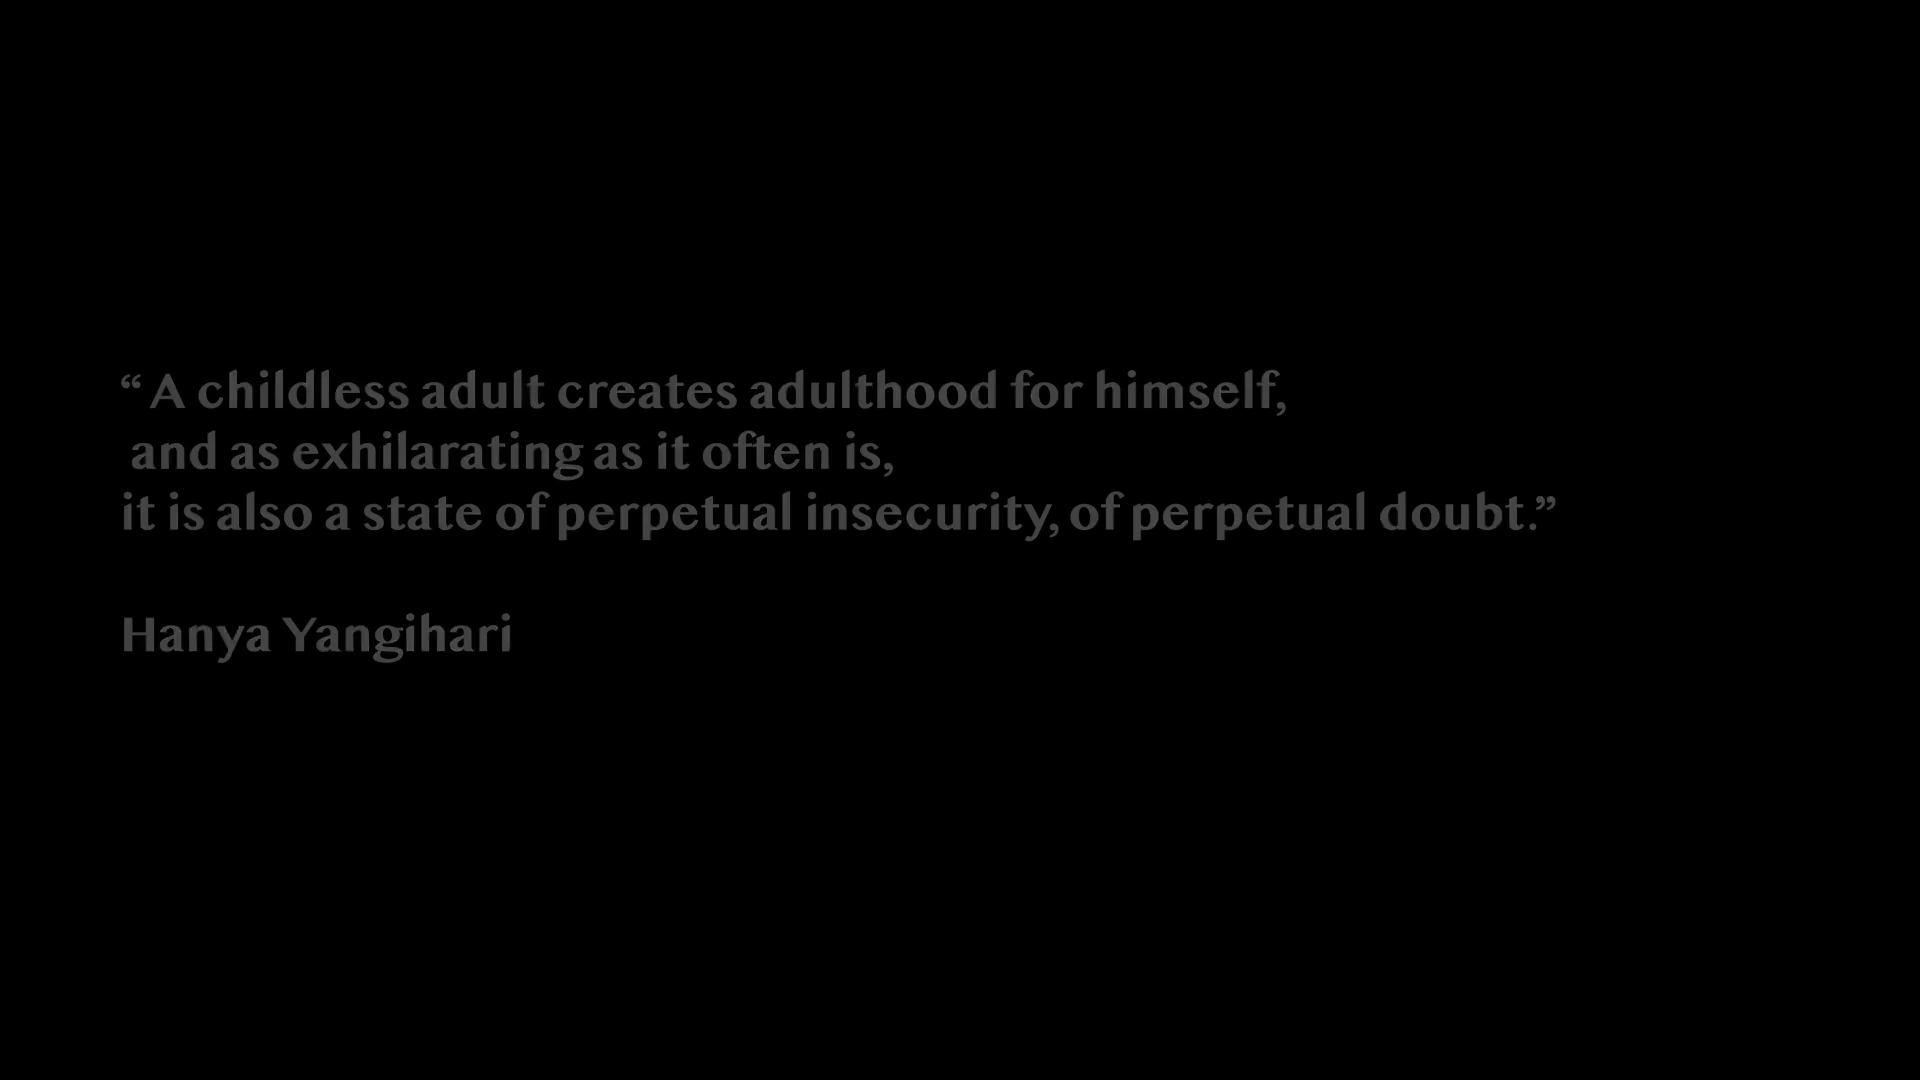 “ A childless adult creates adulthood for himself,
and as exhilarating as it often is,
it is also a state of perpetual insecurity, of perpetual doubt.”
Hanya Yangihari